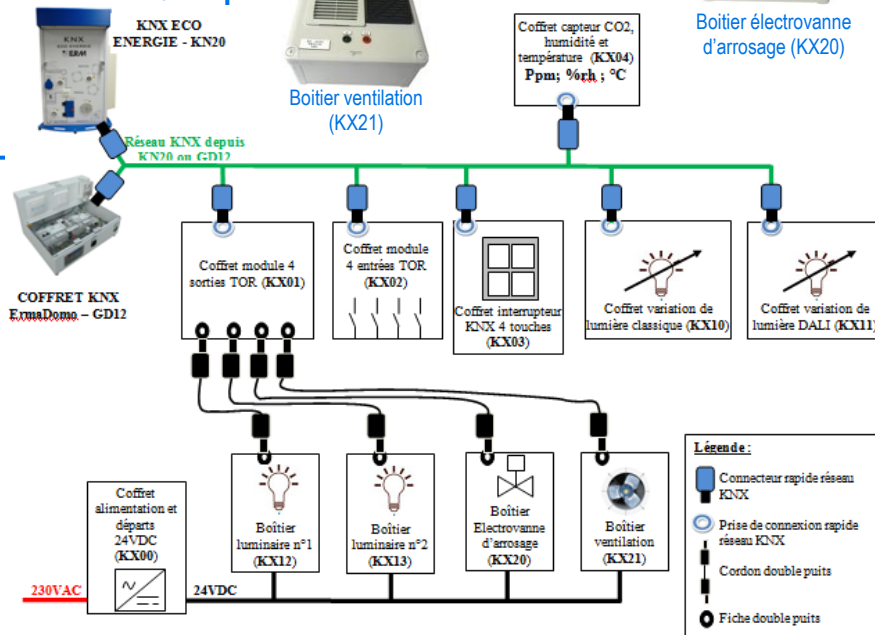 KNX ECO
ENERGIE - KN20
KNX
ECO ENERGIE
ERM
Boitier ventilation
(KX21)
Coffret capteur CO2,
humidité et
température (KX04)
Ppm; %rh ; °C
Boitier électrovanne
d'arrosage (KX20)
Réseau KNX depuis
KN20 ou GD12
COFFRET KNX
ErmaDomo – GD12
Coffret module 4
sorties TOR (KX01)
Coffret module
4 entrées TOR
(KX02)
Coffret interrupteur
KNX 4 touches
(KX03)
Coffret variation de
lumière classique (KX10)
Coffret variation de
lumière DALI (KX11)
Coffret
alimentation et
départs
24VDC
(KX00)
230VAC
24VDC
Boîtier
luminaire n°1
(KX12)
Boîtier
luminaire n°2
(KX13)
Boîtier
Electrovanne
d'arrosage
(KX20)
Boîtier
ventilation
(KX21)
Légende :
Connecteur rapide réseau
KNX
Prise de connexion rapide
réseau KNX
Cordon double puits
Fiche double puits